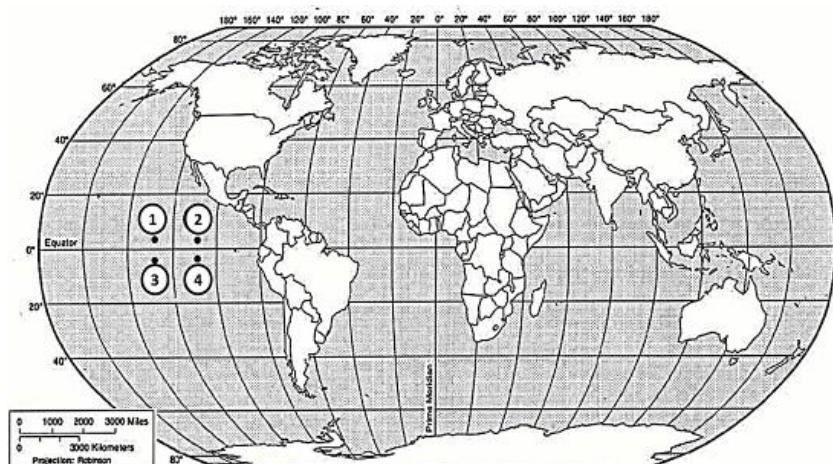 180° 160° 140° 120° 100° 80° 60° 40° 20° 0° 20° 40° 60° 80° 100° 120° 140° 160° 180°
80°
60°
40°
20°
1 2
Equator 0°
3 4
20°
40°
Prime Meridian
0 1000 2000 3000 Miles
0 3000 Kilometers
Projection: Robinson
80°